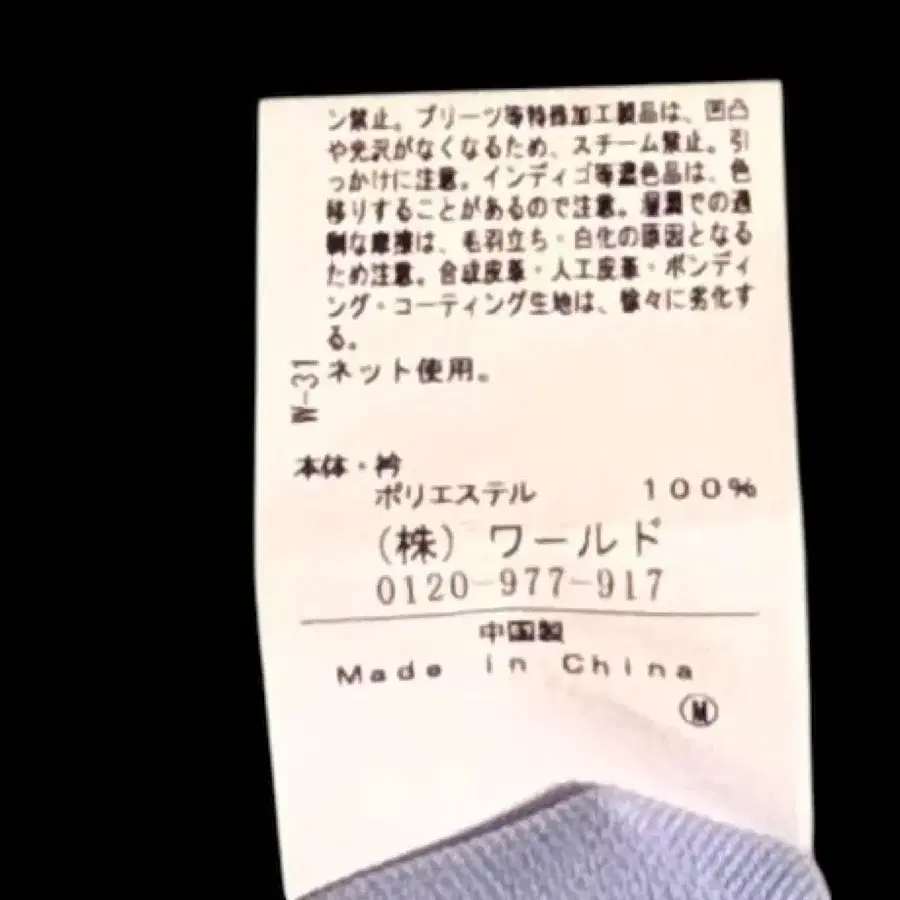 ン禁止。プリーツ等特殊加工製品は、凹凸
や光沢がなくなるため、スチーム禁止。引
っかけに注意。インディゴ等濃色品は、色
移りすることがあるので注意。湿潤での過
剰な摩擦は、毛羽立ち・白化の原因となる
ため注意。合成皮革・人工皮革・ボンディ
ング・コーティング生地は、徐々に劣化す
る。
ネット使用。
W-31
本体・衿
ポリエステル 100%
(株) ワールド
0120-977-917
中国製
Made in China
Ⓜ